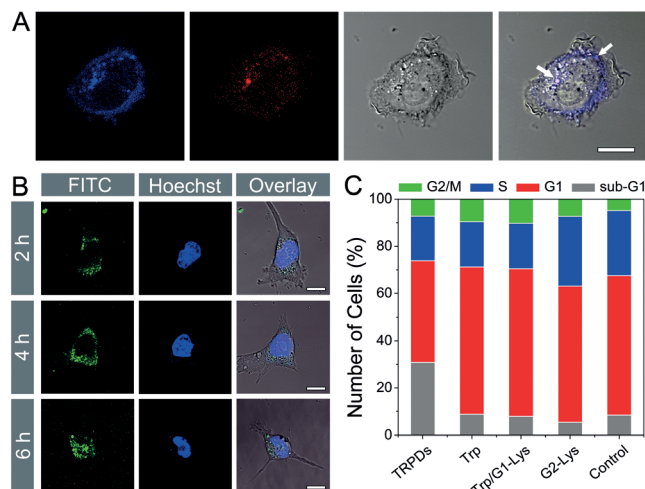 A
B
FITC
Hoechst
Overlay
2 h
4 h
6 h
C
G2/M
S
G1
sub-G1
Number of Cells (%)
100
80
60
40
20
0
TRPDs
Trp
Trp/G1-Lys
G2-Lys
Control